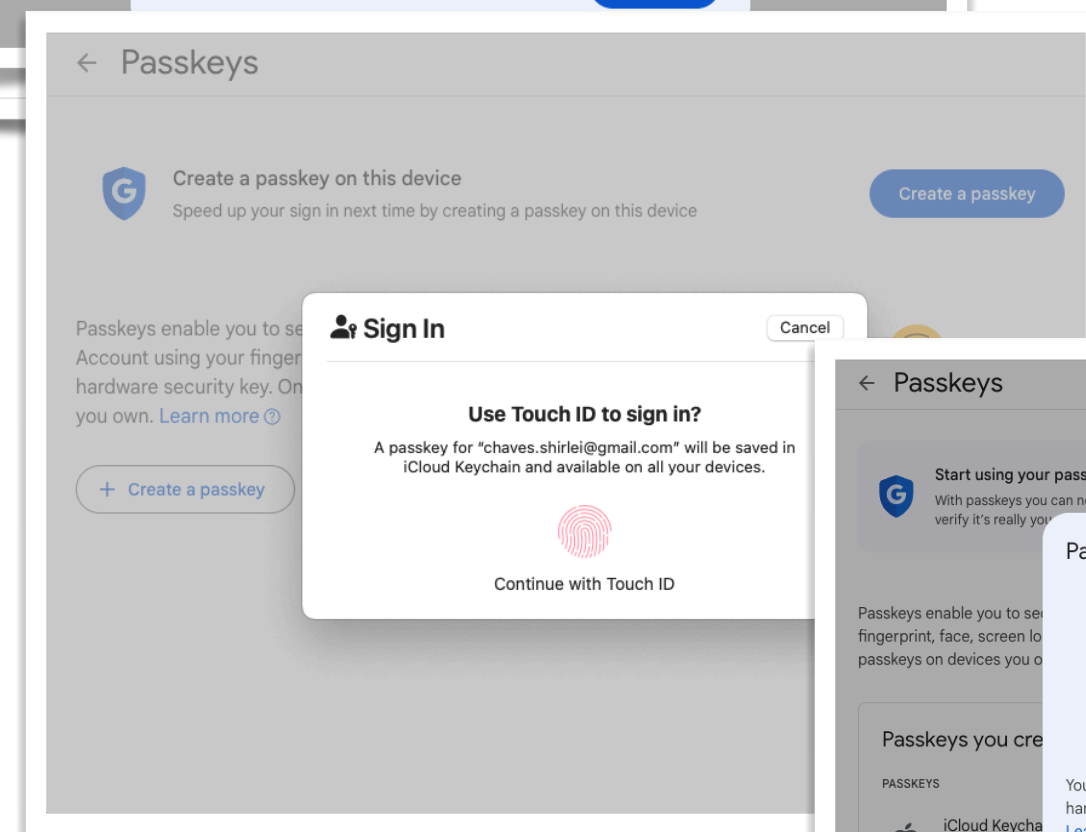 Passkeys
Create a passkey on this device
Speed up your sign in next time by creating a passkey on this device
Create a passkey
Passkeys enable you to se
Account using your finger
hardware security key. On
you own. Learn more
+ Create a passkey
Sign In
Cancel
Use Touch ID to sign in?
A passkey for “chaves.shirlei@gmail.com” will be saved in
iCloud Keychain and available on all your devices.
Continue with Touch ID
Passkeys
Start using your pass
With passkeys you can
verify it's really you
Passkeys enable you to se
fingerprint, face, screen lo
passkeys on devices you o
Passkeys you cre
PASSKEYS
iCloud Keycha
Pa
You
har